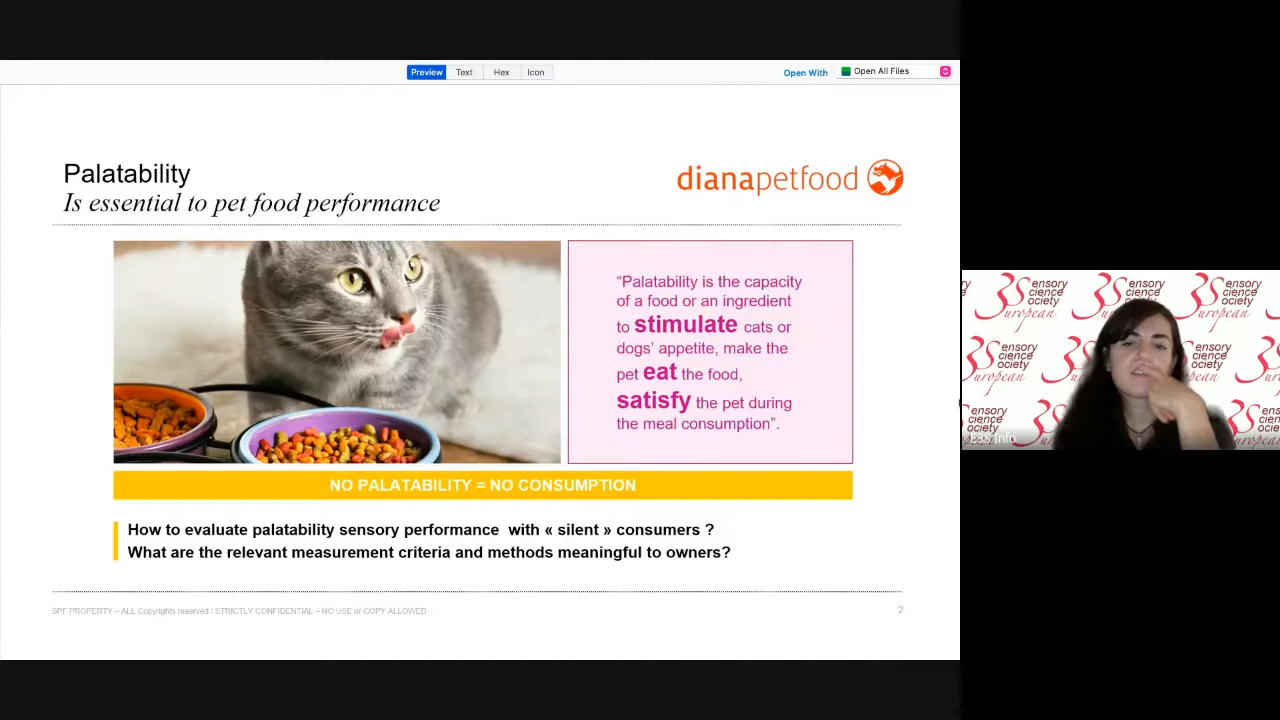 Preview Text Hex Icon
Open With Open All Files
Palatability
Is essential to pet food performance
dianapetfood
“Palatability is the capacity
of a food or an ingredient
to stimulate cats or
dogs’ appetite, make the
pet eat the food,
satisfy the pet during
the meal consumption”.
NO PALATABILITY = NO CONSUMPTION
How to evaluate palatability sensory performance with « silent » consumers ?
What are the relevant measurement criteria and methods meaningful to owners?
SPF PROPERTY – ALL Copyrights reserved / STRICTLY CONFIDENTIAL – NO USE or COPY ALLOWED
2
ensory
cience
ociety
uropean